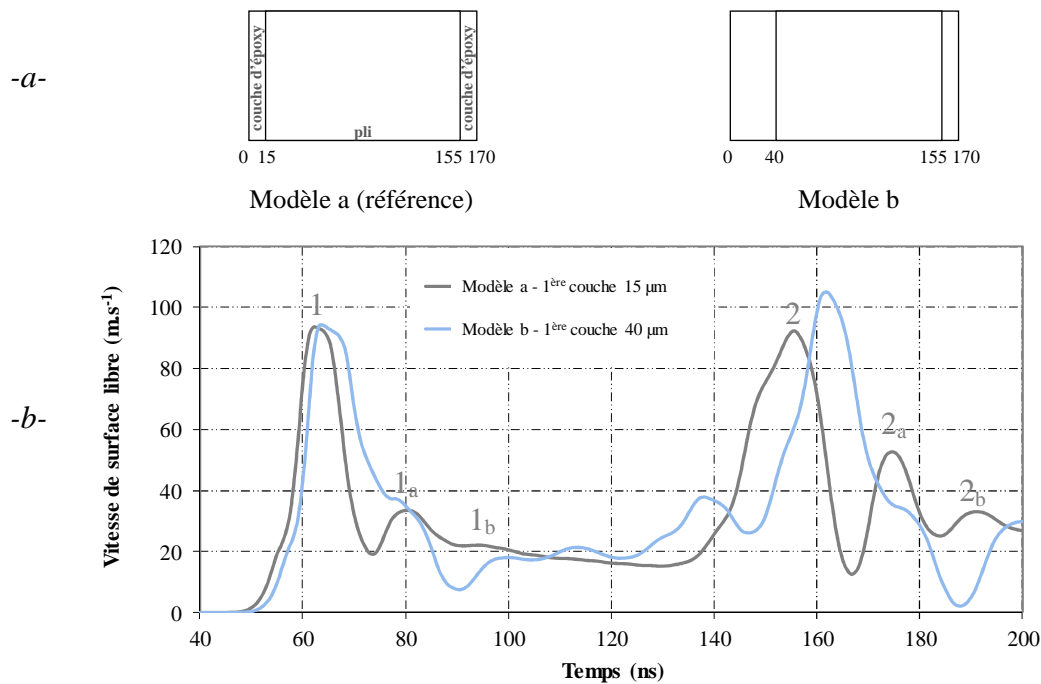 -a-
couche d'époxy
couche d'époxy
pli
0 15 155 170
0 40 155 170
Modèle a (référence)
Modèle b
-b-
Vitesse de surface libre (m.s-1)
120
100
80
60
40
20
0
Modèle a - 1ère couche 15 µm
Modèle b - 1ère couche 40 µm
1
1a
1b
2
2a
2b
40 60 80 100 120 140 160 180 200
Temps (ns)